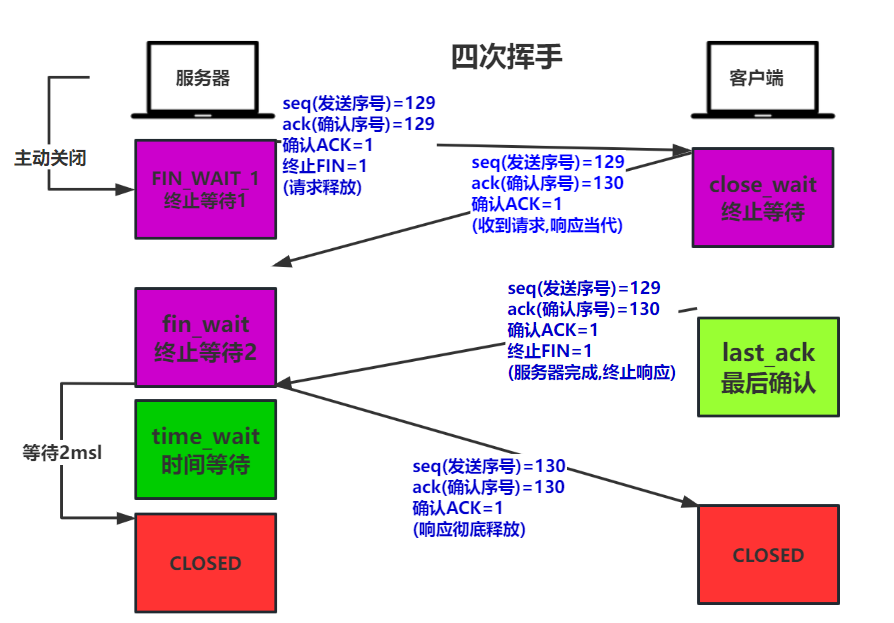 四次挥手
服务器
客户端
主动关闭
seq(发送序号)=129
ack(确认序号)=129
确认ACK=1
终止FIN=1
(请求释放)
FIN_WAIT_1
终止等待1
seq(发送序号)=129
ack(确认序号)=130
确认ACK=1
(收到请求,响应当代)
close_wait
终止等待
fin_wait
终止等待2
seq(发送序号)=129
ack(确认序号)=130
确认ACK=1
终止FIN=1
(服务器完成,终止响应)
last_ack
最后确认
等待2msl
time_wait
时间等待
seq(发送序号)=130
ack(确认序号)=130
确认ACK=1
(响应彻底释放)
CLOSED
CLOSED